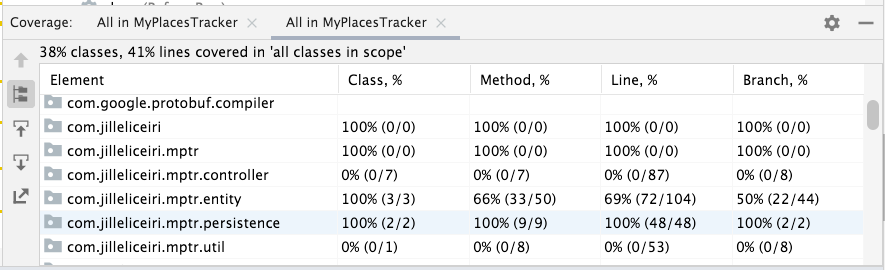 Coverage: All in MyPlacesTracker All in MyPlacesTracker
38% classes, 41% lines covered in 'all classes in scope'
Element Class, % Method, % Line, % Branch, %
com.google.protobuf.compiler
com.jilleliceiri 100% (0/0) 100% (0/0) 100% (0/0) 100% (0/0)
com.jilleliceiri.mptr 100% (0/0) 100% (0/0) 100% (0/0) 100% (0/0)
com.jilleliceiri.mptr.controller 0% (0/7) 0% (0/7) 0% (0/87) 0% (0/8)
com.jilleliceiri.mptr.entity 100% (3/3) 66% (33/50) 69% (72/104) 50% (22/44)
com.jilleliceiri.mptr.persistence 100% (2/2) 100% (9/9) 100% (48/48) 100% (2/2)
com.jilleliceiri.mptr.util 0% (0/1) 0% (0/8) 0% (0/53) 0% (0/8)